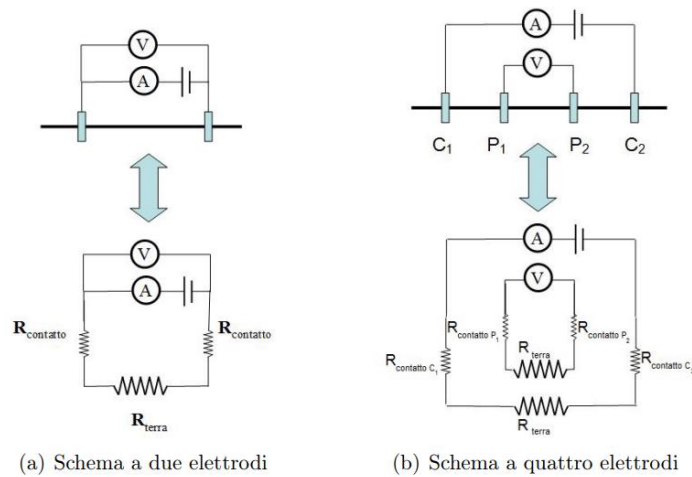 V
A
A
V
C₁ P₁ P₂ C₂
V
A
R contatto
R contatto
R terra
A
V
R contatto P₁
R contatto P₂
R terra
R contatto C₁
R contatto C
R terra
(a) Schema a due elettrodi
(b) Schema a quattro elettrodi